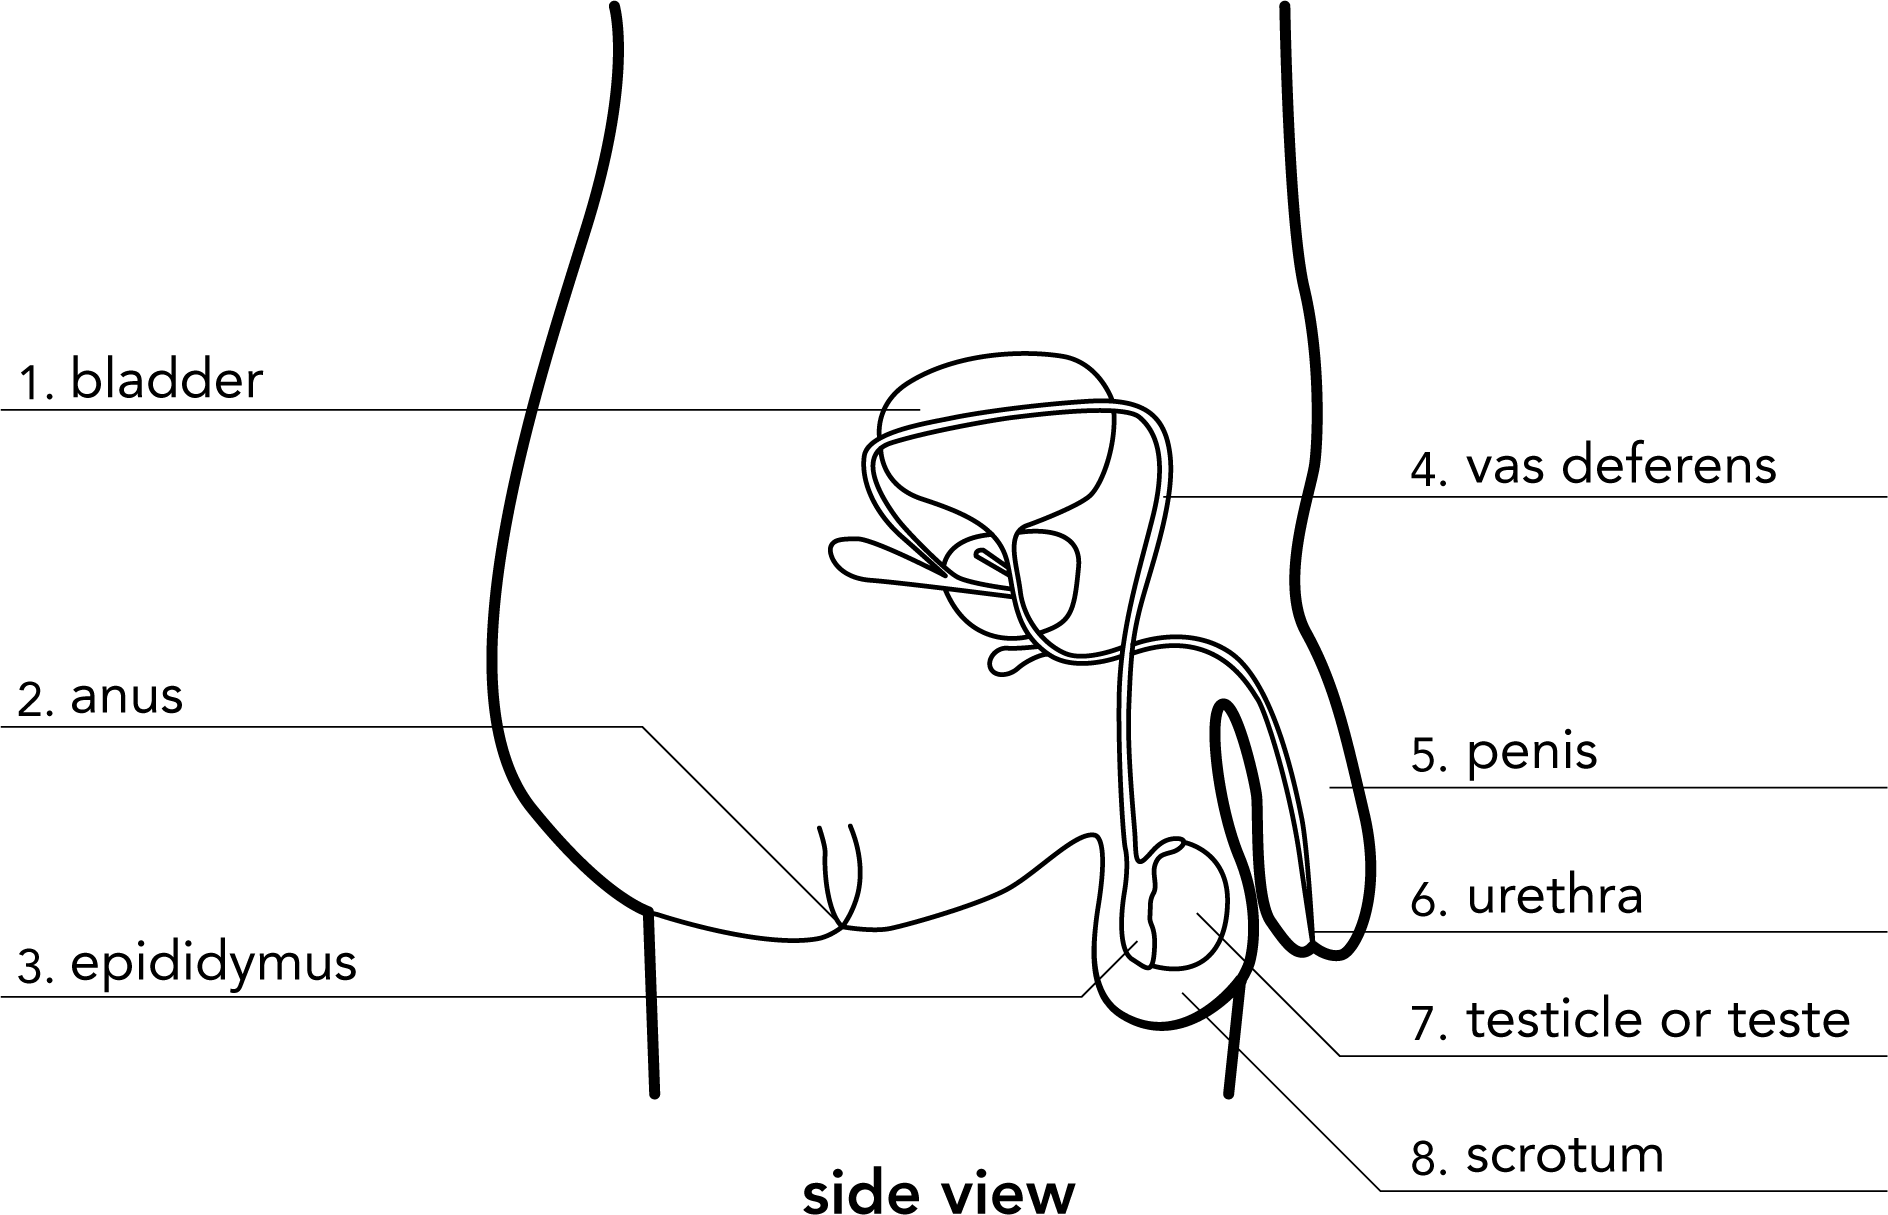 1. bladder
2. anus
3. epididymus
4. vas deferens
5. penis
6. urethra
7. testicle or teste
8. scrotum
side view